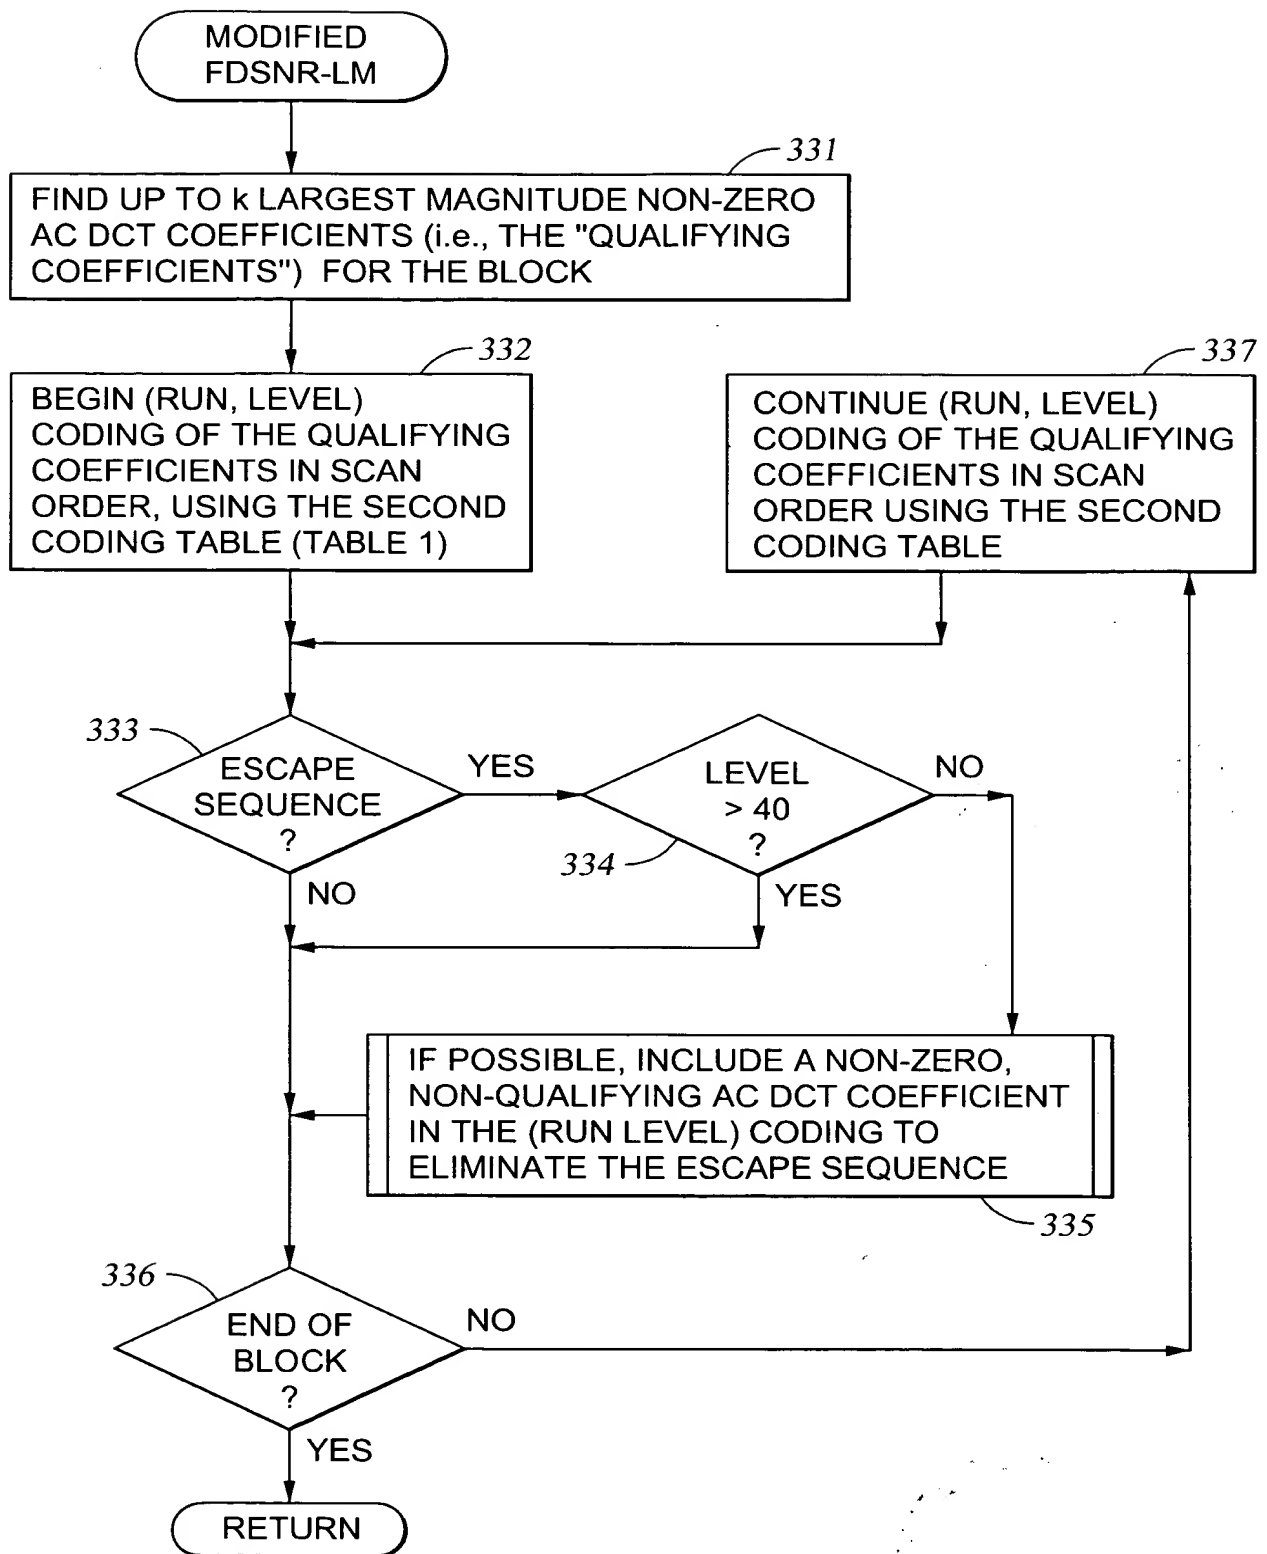 MODIFIED
FDSNR-LM
331
FIND UP TO k LARGEST MAGNITUDE NON-ZERO
AC DCT COEFFICIENTS (i.e., THE "QUALIFYING
COEFFICIENTS") FOR THE BLOCK
332
BEGIN (RUN, LEVEL)
CODING OF THE QUALIFYING
COEFFICIENTS IN SCAN
ORDER, USING THE SECOND
CODING TABLE (TABLE 1)
337
CONTINUE (RUN, LEVEL)
CODING OF THE QUALIFYING
COEFFICIENTS IN SCAN
ORDER USING THE SECOND
CODING TABLE
333
ESCAPE
SEQUENCE
?
YES
NO
334
LEVEL
> 40
?
NO
YES
IF POSSIBLE, INCLUDE A NON-ZERO,
NON-QUALIFYING AC DCT COEFFICIENT
IN THE (RUN LEVEL) CODING TO
ELIMINATE THE ESCAPE SEQUENCE
335
336
END OF
BLOCK
?
NO
YES
RETURN